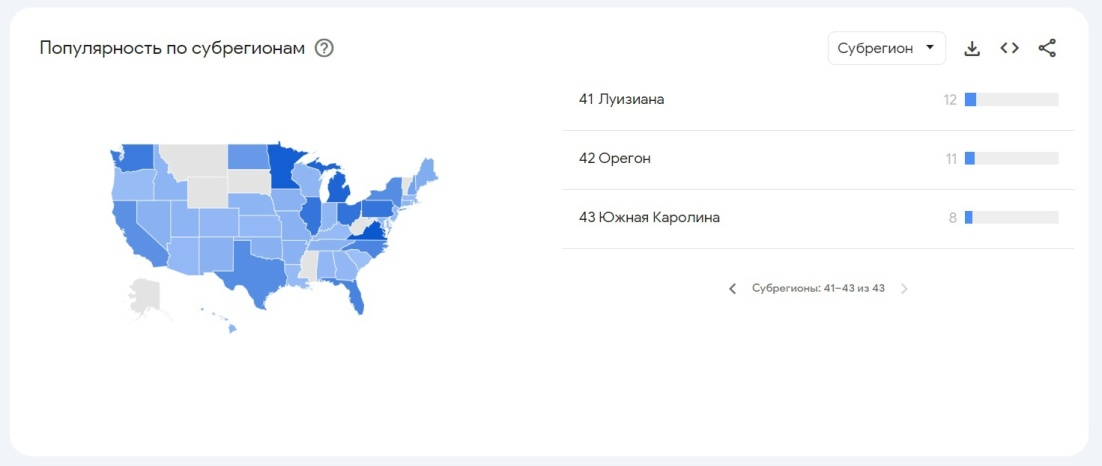 Популярность по субрегионам ?
Субрегион
41 Луизиана 12
42 Орегон 11
43 Южная Каролина 8
Субрегионы: 41–43 из 43